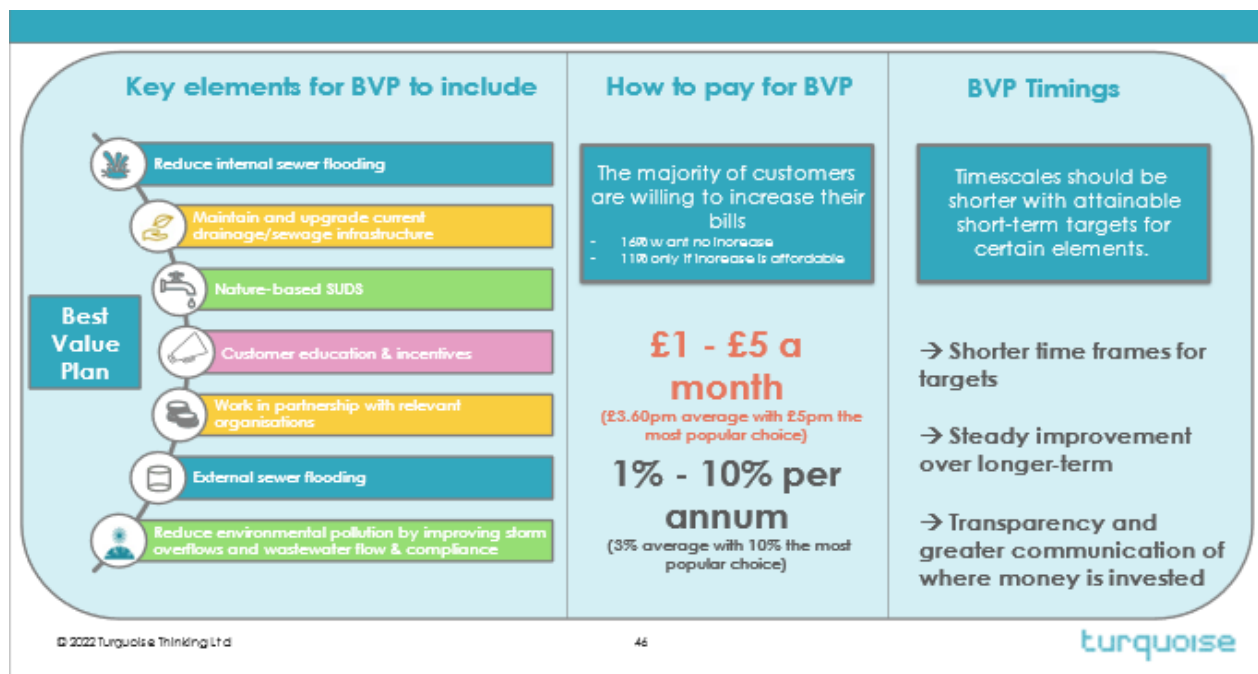 Key elements for BVP to include
Reduce internal sewer flooding
Maintain and upgrade current
drainage/sewage infrastructure
Nature-based SUDS
Best
Value
Plan
Customer education & incentives
Work in partnership with relevant
organisations
External sewer flooding
Reduce environmental pollution by improving storm
overflows and wastewater flow & compliance
How to pay for BVP
The majority of customers
are willing to increase their
bills
- 16% want no increase
- 11% only if increase is affordable
£1 - £5 a
month
(£3.60pm average with £5pm the
most popular choice)
1% - 10% per
annum
(3% average with 10% the most
popular choice)
BVP Timings
Timescales should be
shorter with attainable
short-term targets for
certain elements.
→ Shorter time frames for
targets
→ Steady improvement
over longer-term
→ Transparency and
greater communication of
where money is invested
© 2022 Turquoise Thinking Ltd
46
turquoise